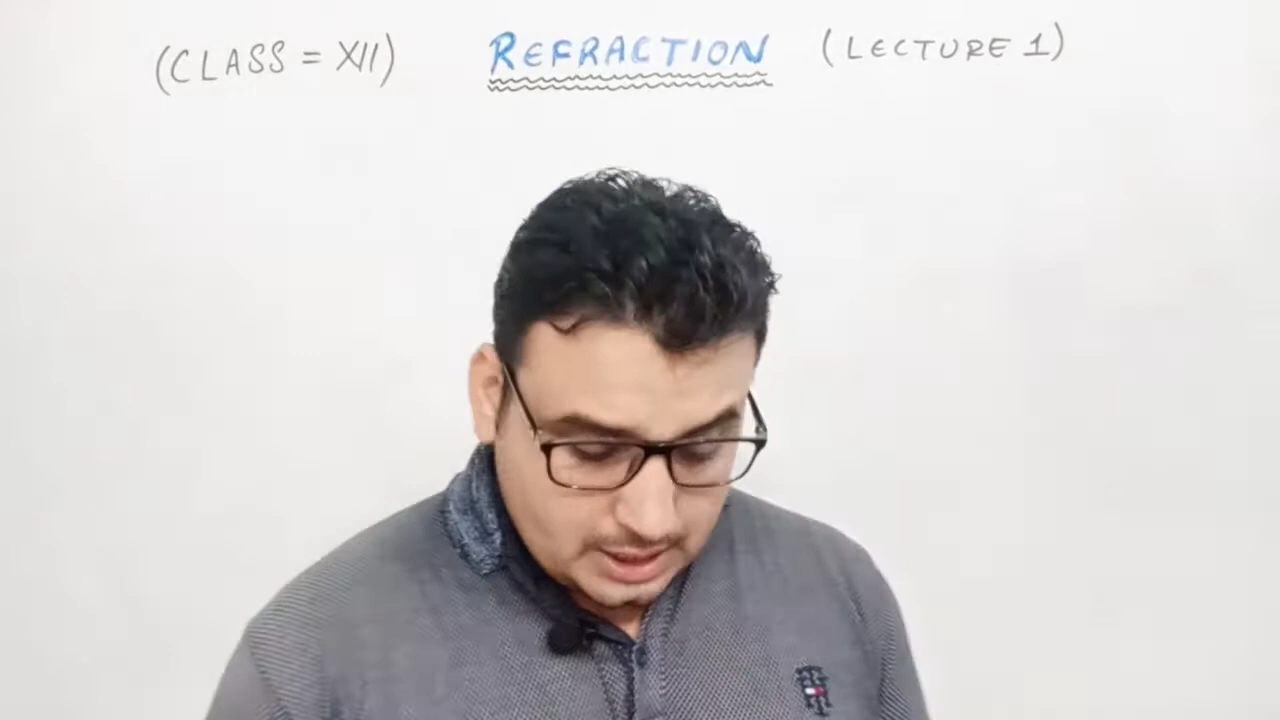 (CLASS = XII) REFRACTION (LECTURE 1)